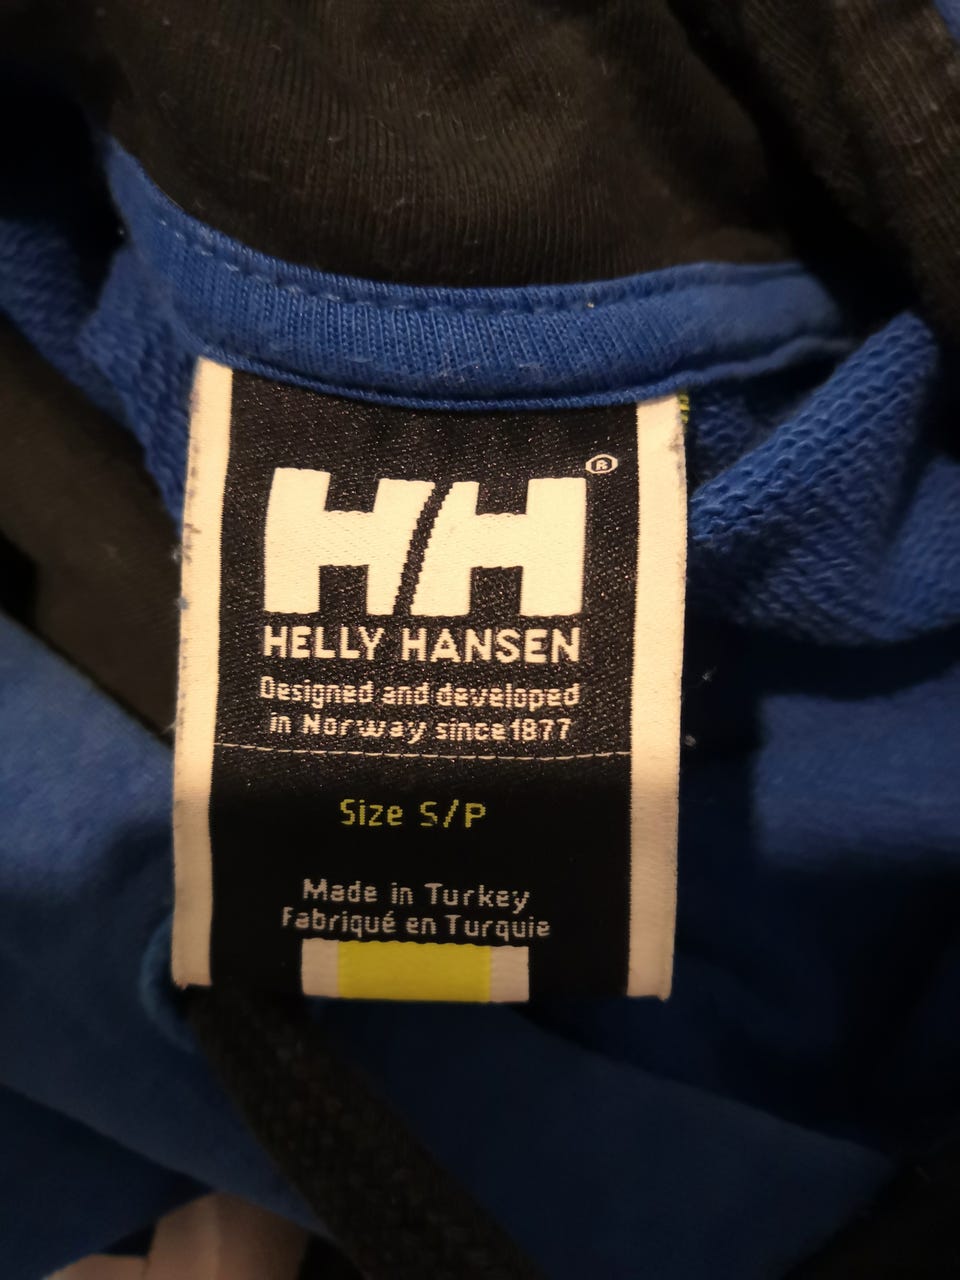 HH®
HELLY HANSEN
Designed and developed
in Norway since 1877
Size S/P
Made in Turkey
Fabriqué en Turquie